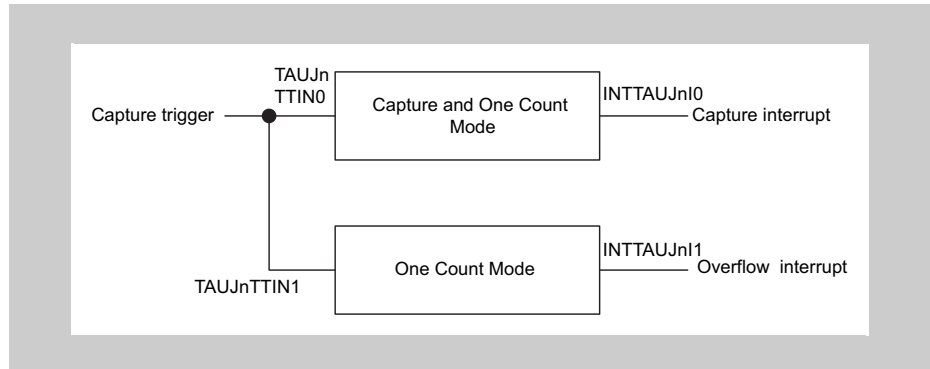 TAUJn
TTIN0
Capture trigger
Capture and One Count
Mode
INTTAUJnI0
Capture interrupt
TAUJnTTIN1
One Count Mode
INTTAUJnI1
Overflow interrupt